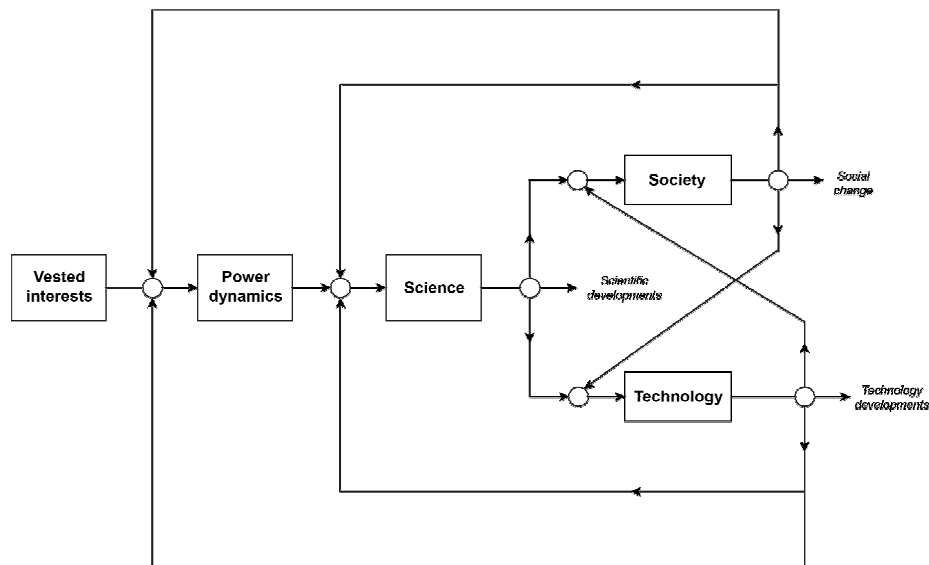 Vested
interests
Power
dynamics
Science
Scientific
developments
Society
Social
change
Technology
Technology
developments